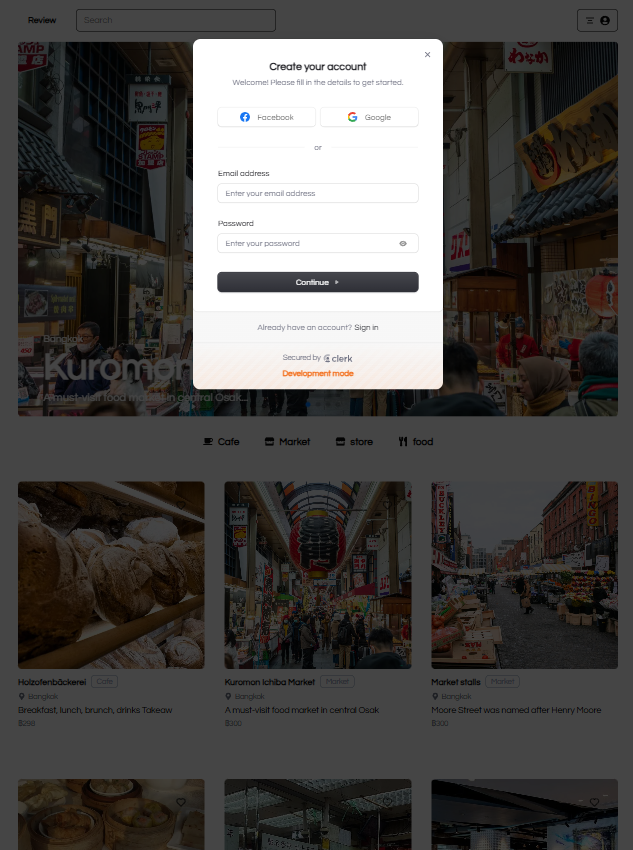 Review
Search
Create your account
Welcome! Please fill in the details to get started.
Facebook
Google
or
Email address
Enter your email address
Password
Enter your password
Continue
Already have an account? Sign in
Secured by clerk
Development mode
わなか
Bangkok
Kuromon
A must-visit food market in central Osak...
Cafe
Market
store
food
Holzofenbäckerei Cafe
Bangkok
Breakfast, lunch, brunch, drinks Takeow
Kuromon Ichiba Market Market
Bangkok
A must-visit food market in central Osak
฿300
Market stalls Market
Bangkok
Moore Street was named after Henry Moore
฿300